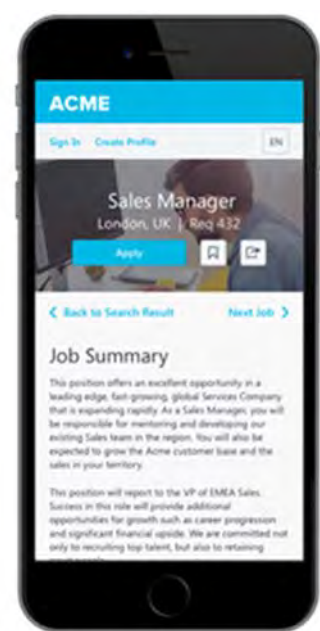 ACME
Sign In Create Profile EN
Sales Manager
London, UK | Req 432
Apply
Back to Search Result Next Job
Job Summary
This position offers an excellent opportunity in a
leading edge, fast-growing, global Services Company
that is expanding rapidly. As a Sales Manager, you will
be responsible for mentoring and developing our
existing Sales team in the region. You will also be
expected to grow the Acme customer base and the
sales in your territory.
This position will report to the VP of EMEA Sales.
Success in this role will provide additional
opportunities for growth such as career progression
and significant financial upside. We are committed not
only to recruiting top talent, but also to retaining